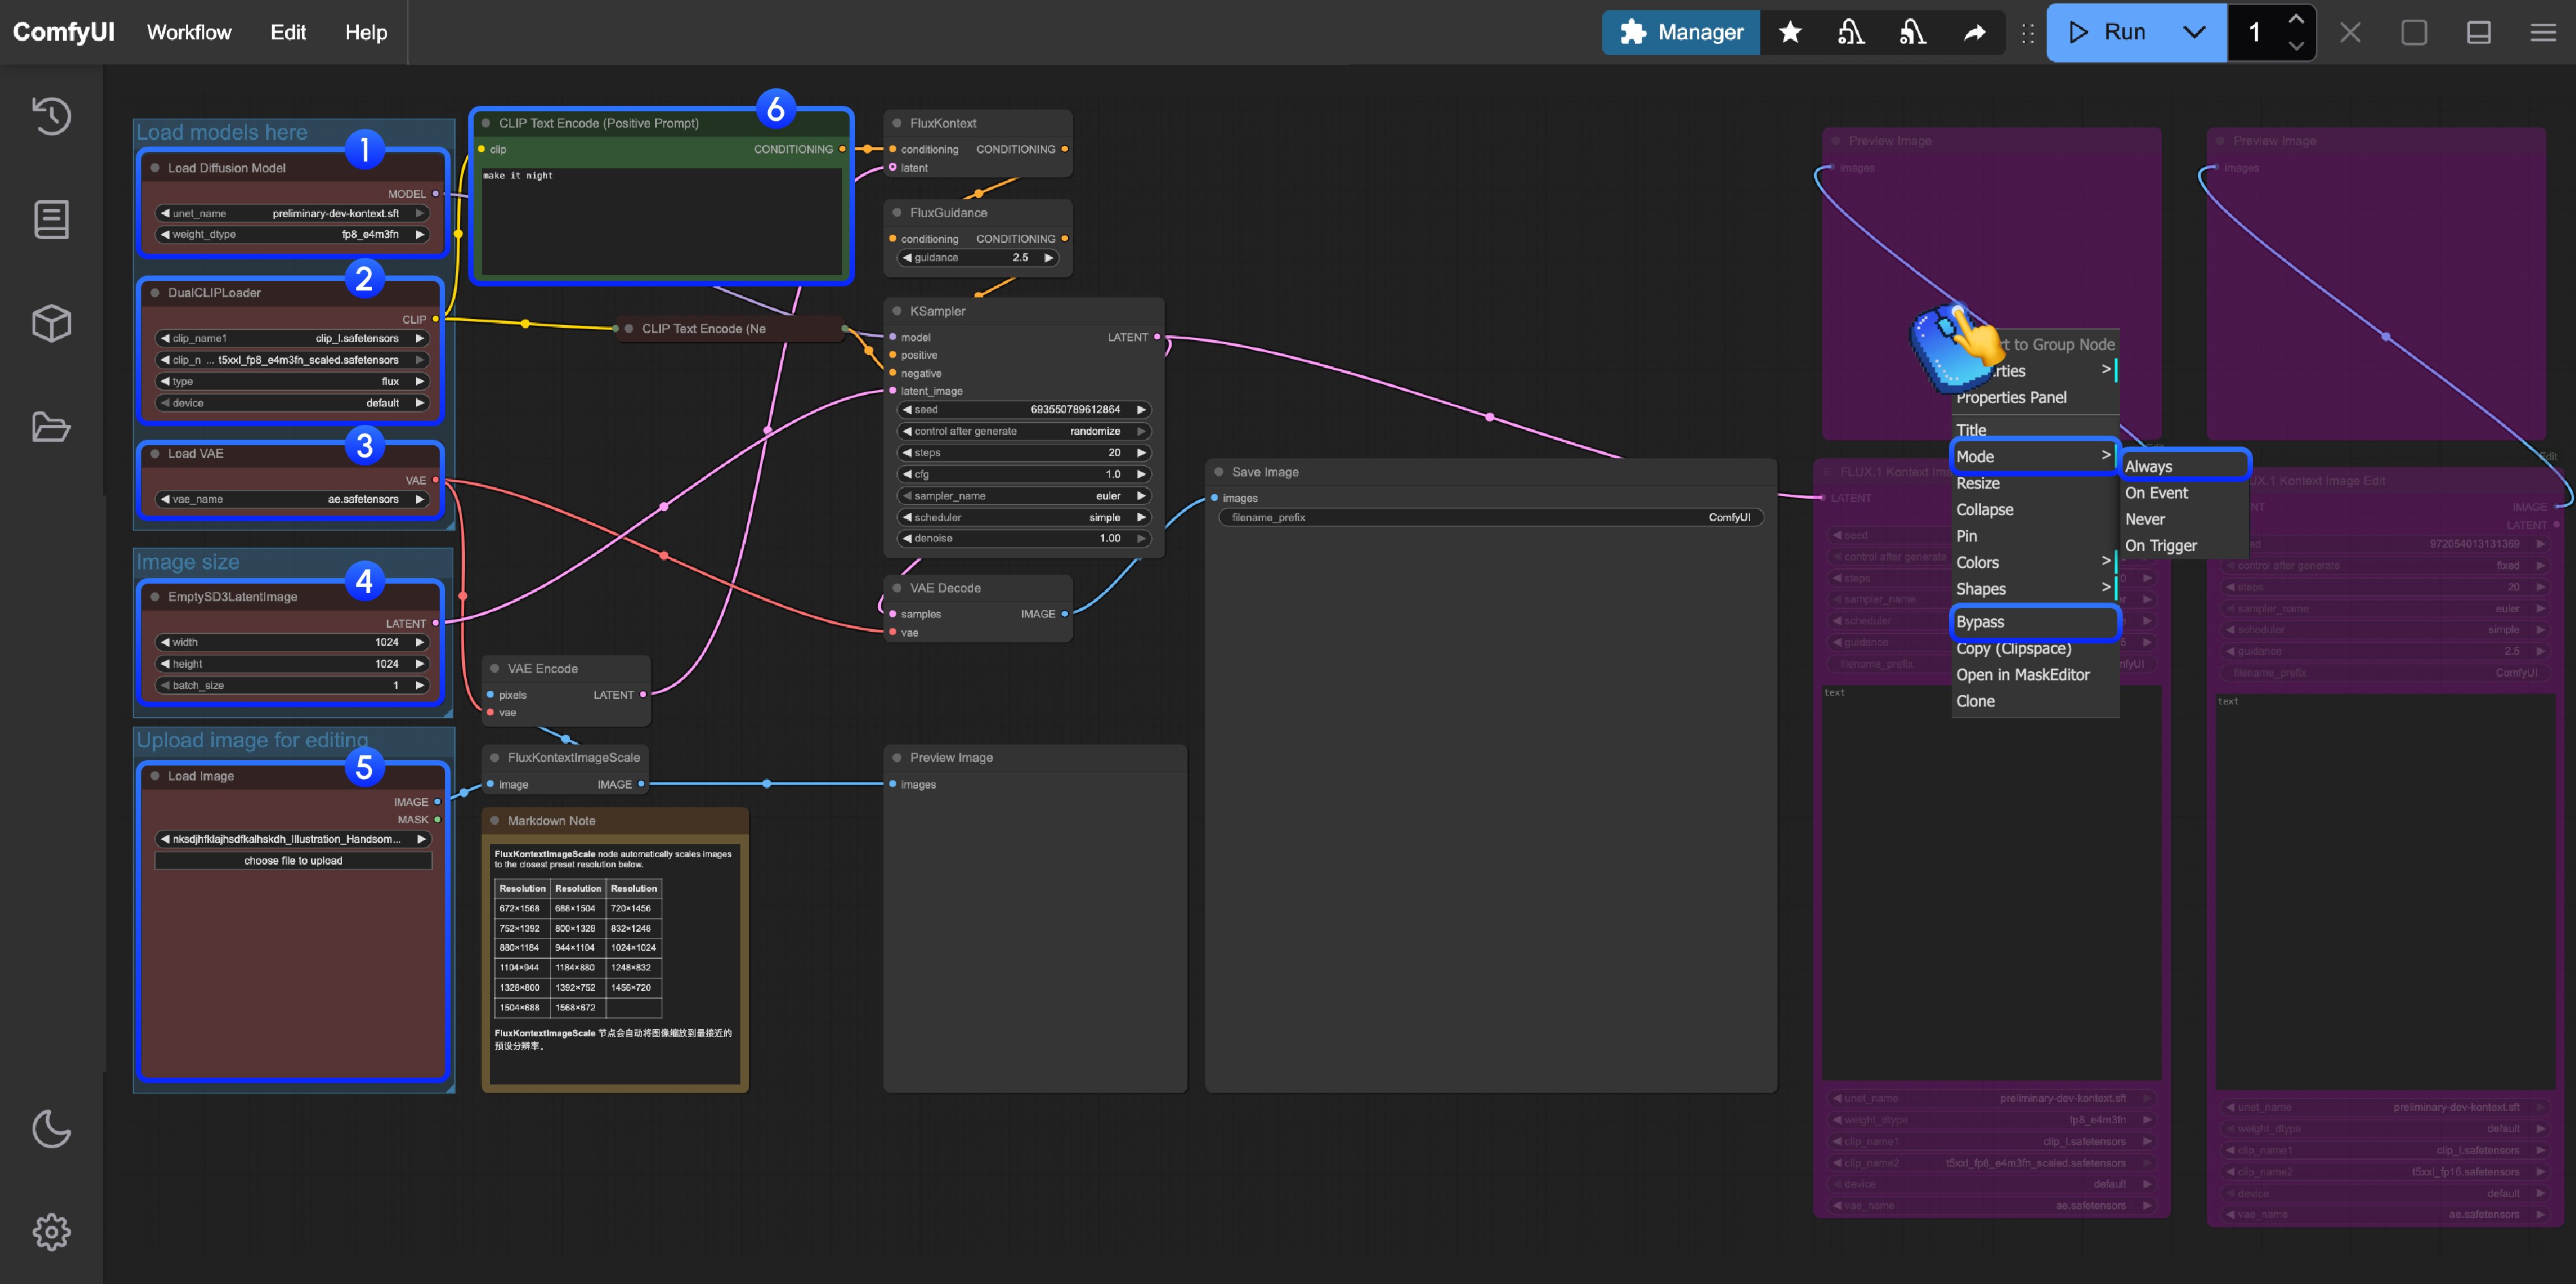 ComfyUI
Workflow
Edit
Help
Manager
Run
1
Load models here
1
Load Diffusion Model
MODEL
unet_name preliminary-dev-kontext.sft
weight_dtype fp8_e4m3fn
2
DualCLIPLoader
CLIP
clip_name1 clip_l.safetensors
clip_n ... t5xxl_fp8_e4m3fn_scaled.safetensors
type flux
device default
3
Load VAE
VAE
vae_name ae.safetensors
Image size
4
EmptySD3LatentImage
LATENT
width 1024
height 1024
batch_size 1
Upload image for editing
5
Load Image
IMAGE
MASK
nksdjhfklajhsdfkalhskdh_Illustration_Handsom...
choose file to upload
6
CLIP Text Encode (Positive Prompt)
clip CONDITIONING
make it night
CLIP Text Encode (Ne
VAE Encode
pixels LATENT
vae
FluxKontextImageScale
image IMAGE
Markdown Note
FluxKontextImageScale node automatically scales images
to the closest preset resolution below.
Resolution Resolution Resolution
672×1568 688×1504 720×1456
752×1392 800×1328 832×1248
880×1184 944×1104 1024×1024
1104×944 1184×880 1248×832
1328×800 1392×752 1456×720
1504×688 1568×672
FluxKontextImageScale 节点会自动将图像缩放到最接近的
预设分辨率。
FluxKontext
conditioning CONDITIONING
latent
FluxGuidance
conditioning CONDITIONING
guidance 2.5
KSampler
model LATENT
positive
negative
latent_image
seed 693550789612864
control after generate randomize
steps 20
cfg 1.0
sampler_name euler
scheduler simple
denoise 1.00
VAE Decode
samples IMAGE
vae
Preview Image
images
Save Image
images
filename_prefix ComfyUI
Preview Image
images
rt to Group Node
rties >
Properties Panel
Title
Mode >
Resize
Collapse
Pin
Colors >
Shapes >
Bypass
Copy (Clipspace)
Open in MaskEditor
Clone
Always
On Event
Never
On Trigger
FLUX.1 Kontext Ima
LATENT
seed
control after generate
steps 0
sampler_name er
scheduler e
guidance 5
filename_prefix nfyUI
text
unet_name preliminary-dev-kontext.sft
weight_dtype fp8_e4m3fn
clip_name1 clip_l.safetensors
clip_name2 t5xxl_fp8_e4m3fn_scaled.safetensors
device default
vae_name ae.safetensors
Preview Image
images
Edit
UX.1 Kontext Image Edit
NT IMAGE
LATENT
ed 972054013131369
control after generate fixed
steps 20
sampler_name euler
scheduler simple
guidance 2.5
filename_prefix ComfyUI
text
unet_name preliminary-dev-kontext.sft
weight_dtype default
clip_name1 clip_l.safetensors
clip_name2 t5xxl_fp16.safetensors
device default
vae_name ae.safetensors